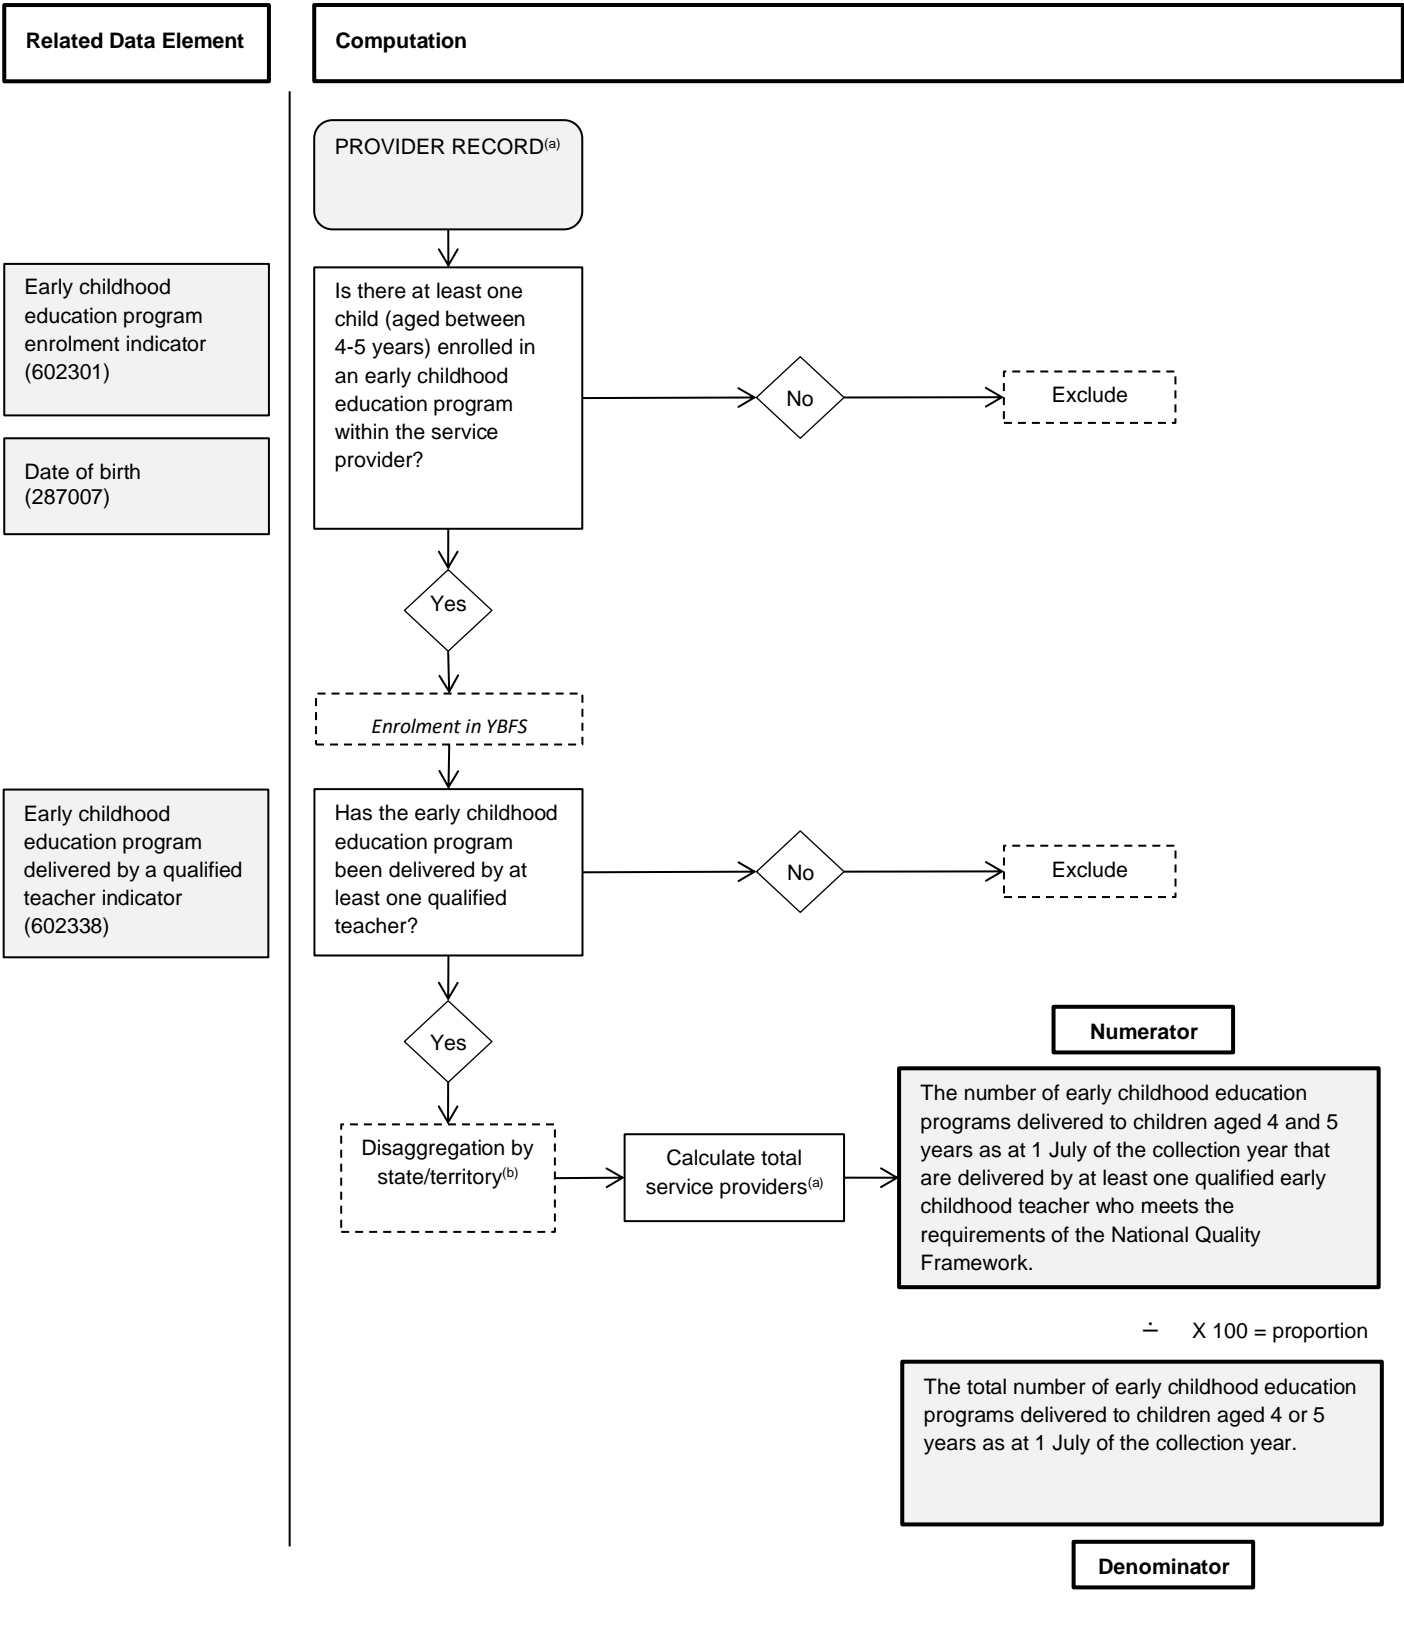 Related Data Element
Computation
PROVIDER RECORD(a)
Early childhood
education program
enrolment indicator
(602301)
Date of birth
(287007)
Is there at least one
child (aged between
4-5 years) enrolled in
an early childhood
education program
within the service
provider?
No
Exclude
Yes
Enrolment in YBFS
Early childhood
education program
delivered by a qualified
teacher indicator
(602338)
Has the early childhood
education program
been delivered by at
least one qualified
teacher?
No
Exclude
Yes
Disaggregation by
state/territory(b)
Calculate total
service providers(a)
Numerator
The number of early childhood education
programs delivered to children aged 4 and 5
years as at 1 July of the collection year that
are delivered by at least one qualified early
childhood teacher who meets the
requirements of the National Quality
Framework.
∸ X 100 = proportion
The total number of early childhood education
programs delivered to children aged 4 or 5
years as at 1 July of the collection year.
Denominator